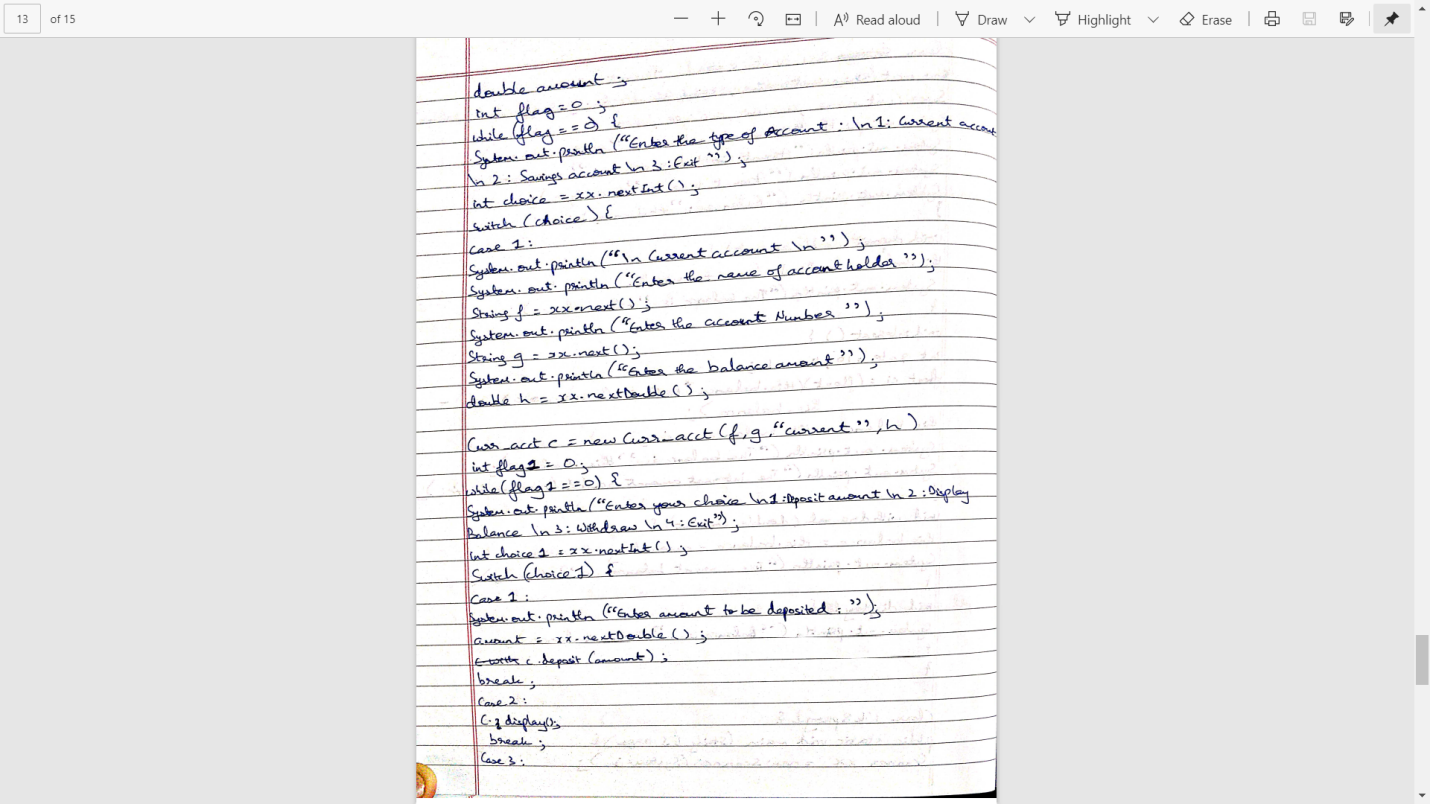 13 of 15 Read aloud Draw Highlight Erase
double amount ;
int flag = 0 ;
while (flag == 0) {
System.out.println ("Enter the type of Account : \n 1: Current account
\n 2 : Savings account \n 3 : Exit ") ;
int choice = xx.nextInt() ;
switch (choice) {
case 1 :
System.out.println ("\n Current account \n ") ;
System.out.println ("Enter the name of account holder ") ;
String f = xx.next() ;
System.out.println ("Enter the account Number ") ;
String g = xx.next() ;
System.out.println ("Enter the balance amount ") ;
double h = xx.nextDouble () ;
Curr_acct c = new Curr_acct (f, g, "current ", h )
int flag1 = 0 ;
while (flag1 == 0) {
System.out.println ("Enter your choice \n 1 :Deposit amount \n 2 : Display
Balance \n 3 : Withdraw \n 4 : Exit") ;
int choice 1 = xx.nextInt() ;
Switch (choice 1) {
Case 1 :
System.out.println ("Enter amount to be deposited : ") ;
amount = xx.nextDouble () ;
c.deposit (amount) ;
break ;
Case 2 :
C. display() ;
break ;
Case 3 :